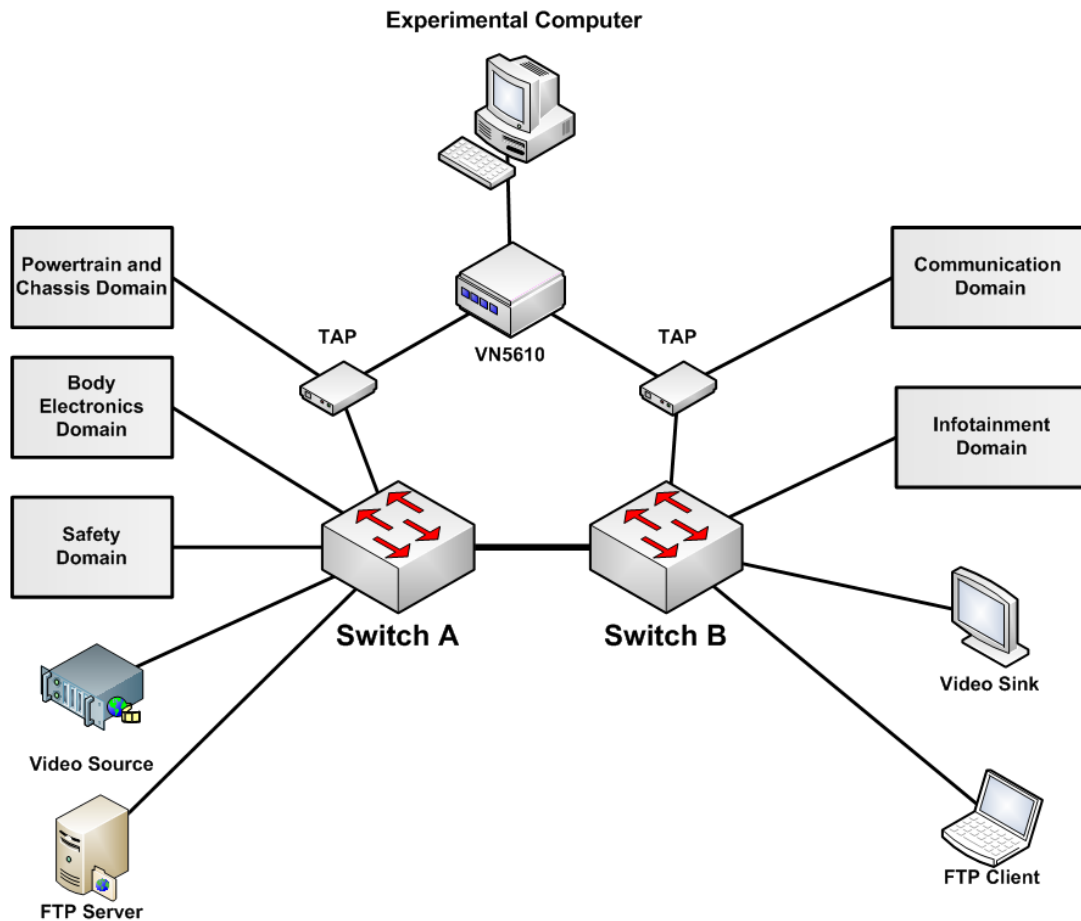 Experimental Computer
Powertrain and
Chassis Domain
Communication
Domain
TAP
VN5610
TAP
Body
Electronics
Domain
Infotainment
Domain
Safety
Domain
Switch A
Switch B
Video Sink
Video Source
FTP Client
FTP Server